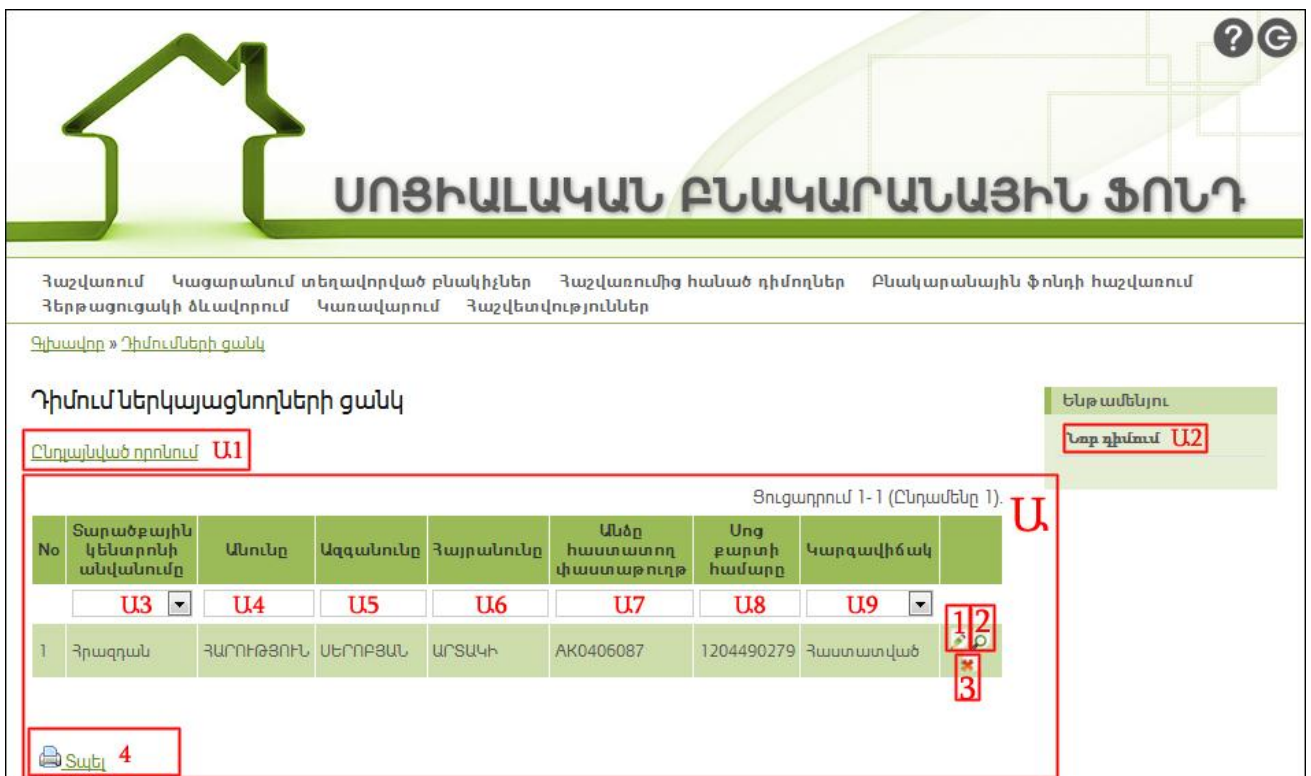 ՍՈՑԻԱԼԱԿԱՆ ԲՆԱԿԱՐԱՆԱՅԻՆ ՖՈՆԴ
Հաշվառում Կացարանում տեղավորված բնակիչներ Հաշվառումից հանած դիմողներ Բնակարանային ֆոնդի հաշվառում
Հերթացուցակի ձևավորում Կառավարում Հաշվետվություններ
Գլխավոր » Դիմումների ցանկ
Դիմում ներկայացնողների ցանկ
Ընդլայնված որոնում Ա1
Ենթամենյու
Նոր դիմում Ա2
Ցուցադրում 1-1 (Ընդամենը 1).
Ա
No Տարածքային կենտրոնի անվանումը Անունը Ազգանունը Հայրանունը Անձը հաստատող փաստաթուղթ Սոց քարտի համարը Կարգավիճակ
Ա3 Ա4 Ա5 Ա6 Ա7 Ա8 Ա9
1 2
1 Հրազդան ՀԱՐՈՒԹՅՈՒՆ ՍԵՐՈԲՅԱՆ ԱՐՏԱԿԻ AK0406087 1204490279 Հաստատված
3
Տպել 4